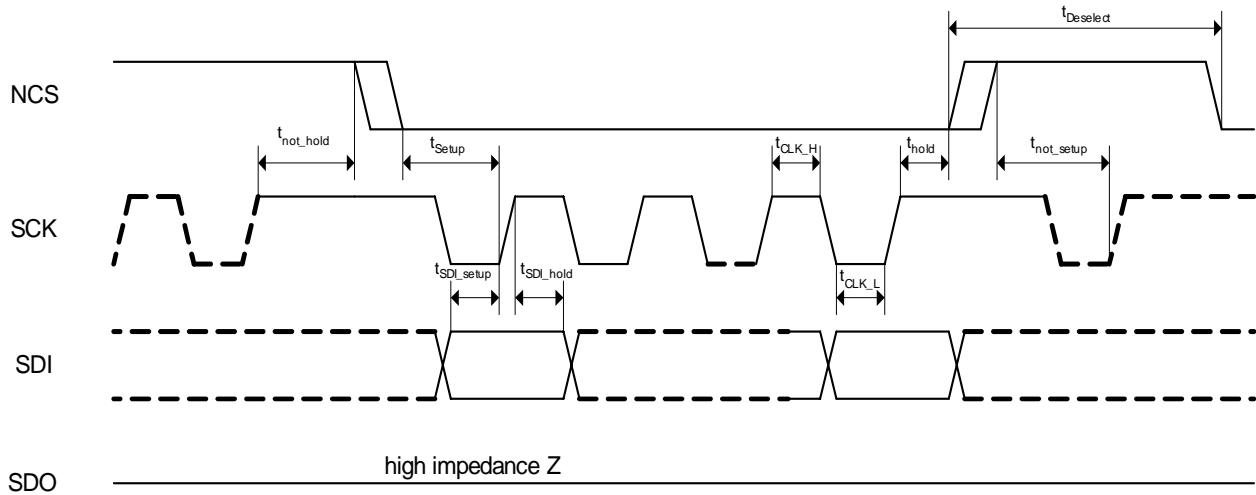 t_Deselect
NCS
t_not_hold
t_Setup
t_CLK_H
t_hold
t_not_setup
SCK
t_SDI_setup
t_SDI_hold
t_CLK_L
SDI
high impedance Z
SDO